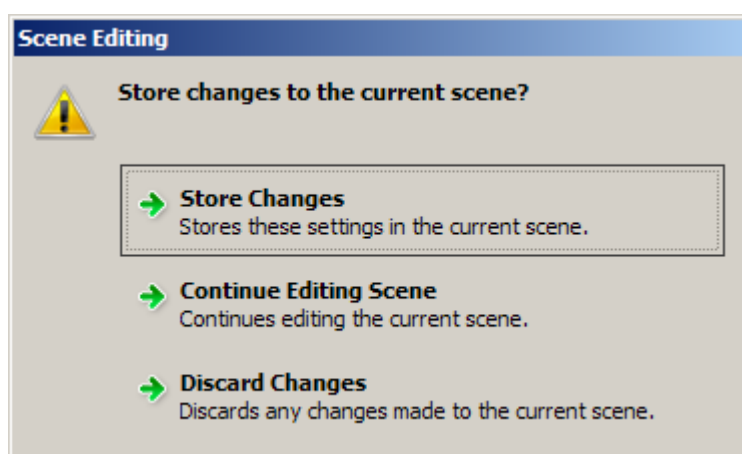 Scene Editing
Store changes to the current scene?
Store Changes
Stores these settings in the current scene.
Continue Editing Scene
Continues editing the current scene.
Discard Changes
Discards any changes made to the current scene.